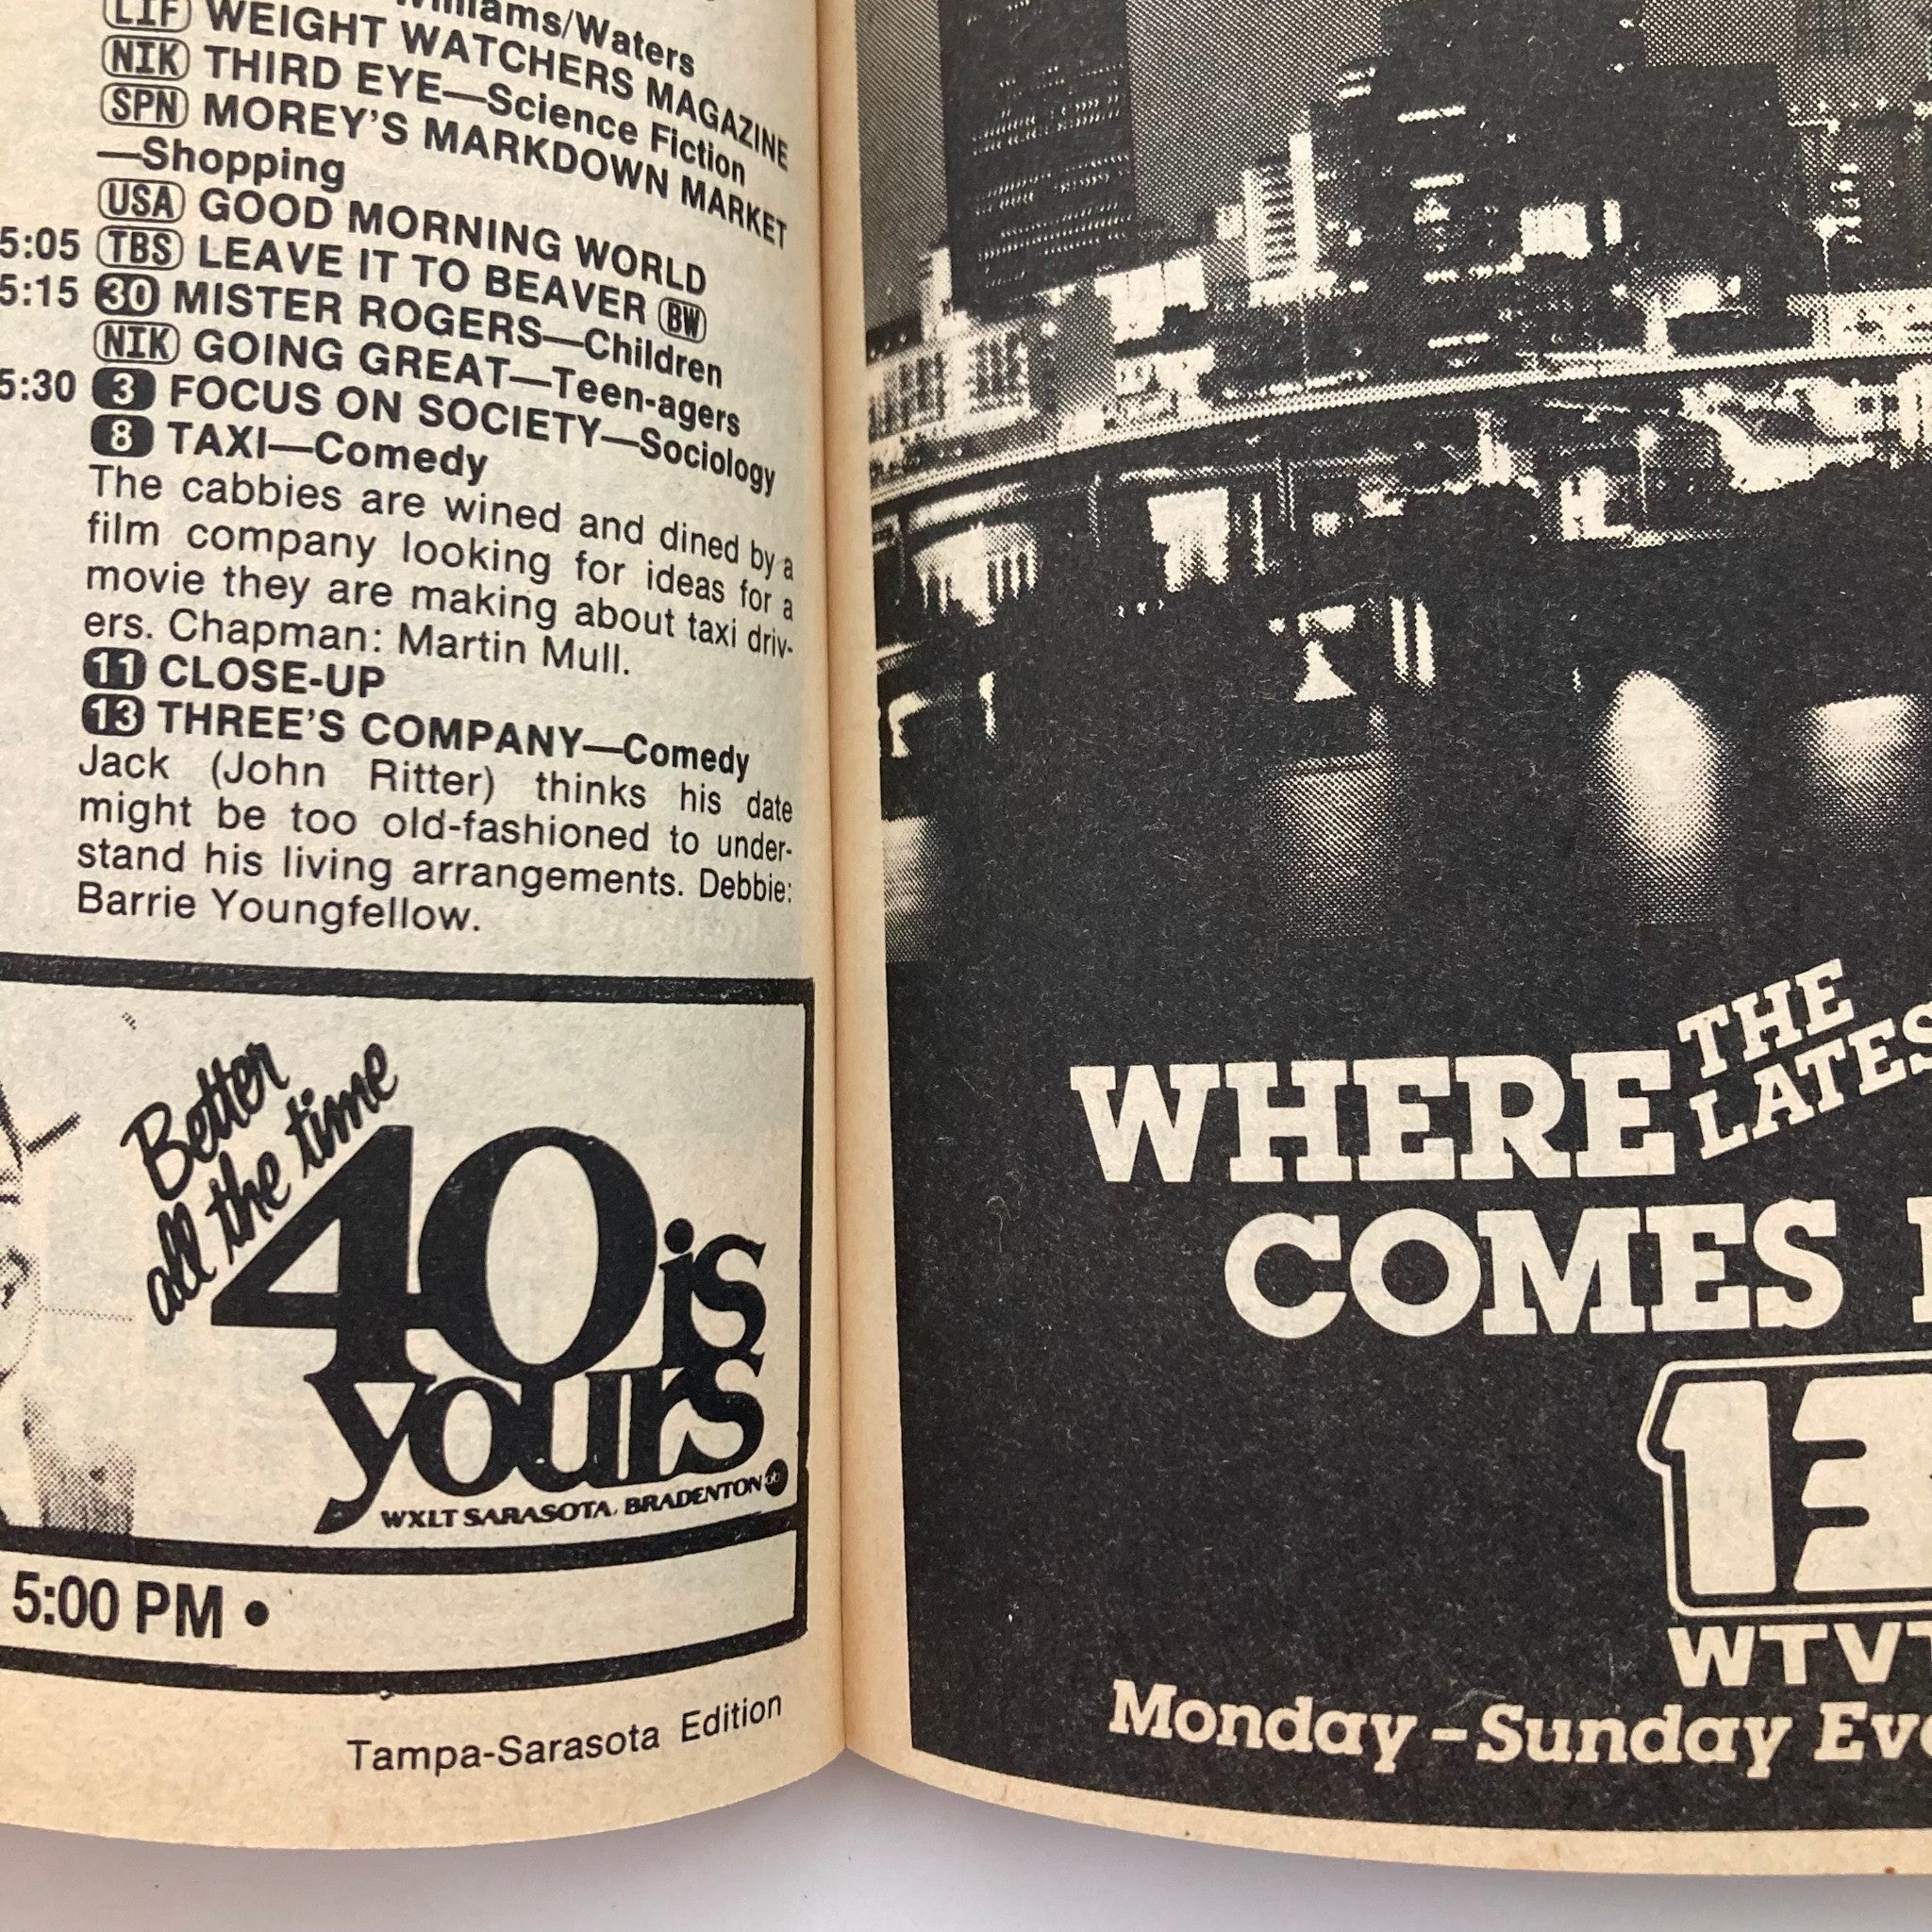 Williams/Waters
LIF WEIGHT WATCHERS MAGAZINE
NIK THIRD EYE—Science Fiction
SPN MOREY'S MARKDOWN MARKET
—Shopping
USA GOOD MORNING WORLD
5:05 TBS LEAVE IT TO BEAVER BW
5:15 30 MISTER ROGERS—Children
NIK GOING GREAT—Teen-agers
5:30 3 FOCUS ON SOCIETY—Sociology
8 TAXI—Comedy
The cabbies are wined and dined by a
film company looking for ideas for a
movie they are making about taxi driv-
ers. Chapman: Martin Mull.
11 CLOSE-UP
13 THREE'S COMPANY—Comedy
Jack (John Ritter) thinks his date
might be too old-fashioned to under-
stand his living arrangements. Debbie:
Barrie Youngfellow.
Better
all the time
40 is
yours
WXLT SARASOTA, BRADENTON
5:00 PM •
Tampa-Sarasota Edition
WHERE THE
LATES
COMES
13
WTVT
Monday-Sunday Eve